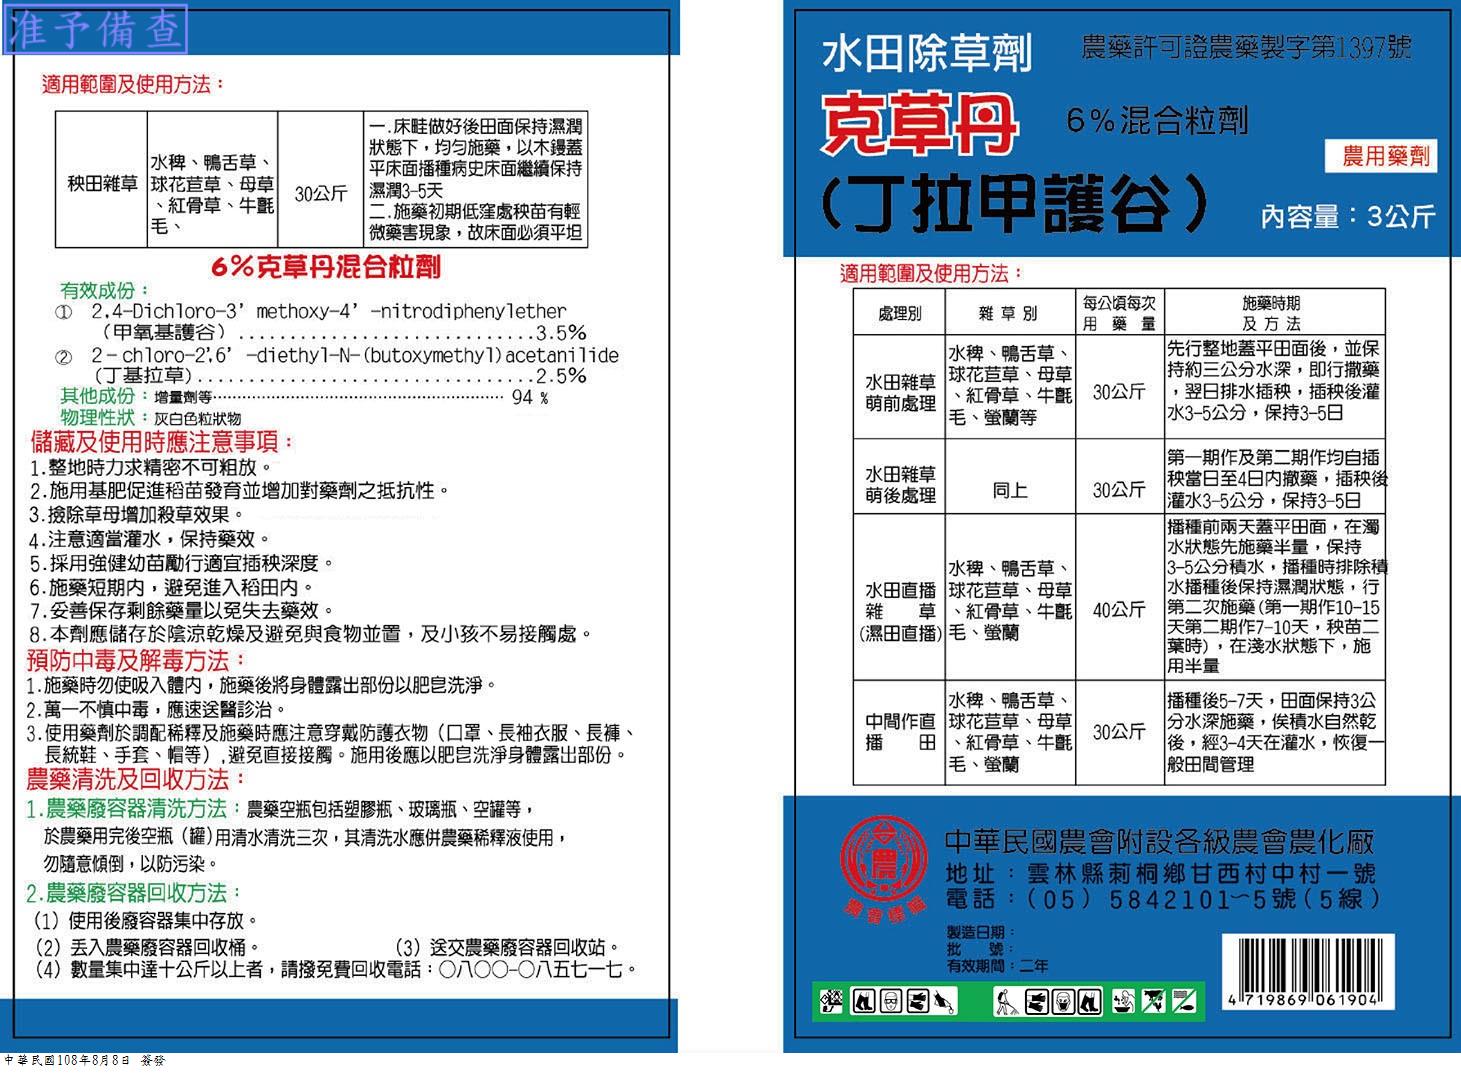 准予備查
適用範圍及使用方法：
秧田雜草
水稗、鴨舌草、
球花苣草、母草
、紅骨草、牛氈
毛、
30公斤
一.床畦做好後田面保持濕潤
狀態下，均勻施藥，以木鏝蓋
平床面播種病史床面繼續保持
濕潤3-5天
二.施藥初期低窪處秧苗有輕
微藥害現象，故床面必須平坦
6%克草丹混合粒劑
有效成份：
① 2,4-Dichloro-3’methoxy-4’-nitrodiphenylether
（甲氧基護谷）..............................3.5%
② 2-chloro-2’,6’-diethyl-N-(butoxymethyl)acetanilide
(丁基拉草)..................................2.5%
其他成份：增量劑等………………………………………………… 94 %
物理性狀：灰白色粒狀物
儲藏及使用時應注意事項：
1.整地時力求精密不可粗放。
2.施用基肥促進稻苗發育並增加對藥劑之抵抗性。
3.撿除草母增加殺草效果。
4.注意適當灌水，保持藥效。
5.採用強健幼苗勵行適宜插秧深度。
6.施藥短期內，避免進入稻田內。
7.妥善保存剩餘藥量以免失去藥效。
8.本劑應儲存於陰涼乾燥及避免與食物並置，及小孩不易接觸處。
預防中毒及解毒方法：
1.施藥時勿使吸入體內，施藥後將身體露出部份以肥皂洗淨。
2.萬一不慎中毒，應速送醫診治。
3.使用藥劑於調配稀釋及施藥時應注意穿戴防護衣物（口罩、長袖衣服、長褲、
長統鞋、手套、帽等）,避免直接接觸。施用後應以肥皂洗淨身體露出部份。
農藥清洗及回收方法：
1.農藥廢容器清洗方法：農藥空瓶包括塑膠瓶、玻璃瓶、空罐等，
於農藥用完後空瓶（罐)用清水清洗三次，其清洗水應併農藥稀釋液使用，
勿隨意傾倒，以防污染。
2.農藥廢容器回收方法：
(1) 使用後廢容器集中存放。
(2) 丟入農藥廢容器回收桶。 (3) 送交農藥廢容器回收站。
(4) 數量集中達十公斤以上者，請撥免費回收電話：○八○○-○八五七一七。
中華民國108年8月8日 簽發
水田除草劑
農藥許可證農藥製字第1397號
克草丹
6%混合粒劑
農用藥劑
(丁拉甲護谷)
內容量：3公斤
適用範圍及使用方法：
處理別
雜 草 別
每公頃每次
用 藥 量
施藥時期
及 方 法
水田雜草
萌前處理
水稗、鴨舌草、
球花苣草、母草
、紅骨草、牛氈
毛、螢藺等
30公斤
先行整地蓋平田面後，並保
持約三公分水深，即行撒藥
，翌日排水插秧，插秧後灌
水3-5公分，保持3-5日
水田雜草
萌後處理
同上
30公斤
第一期作及第二期作均自插
秧當日至4日內撒藥，插秧後
灌水3-5公分，保持3-5日
水田直播
雜 草
(濕田直播)
水稗、鴨舌草、
球花苣草、母草
、紅骨草、牛氈
毛、螢藺
40公斤
播種前兩天蓋平田面，在濁
水狀態先施藥半量，保持
3-5公分積水，播種時排除積
水播種後保持濕潤狀態，行
第二次施藥(第一期作10-15
天第二期作7-10天，秧苗二
葉時)，在淺水狀態下，施
用半量
中間作直
播 田
水稗、鴨舌草、
球花苣草、母草
、紅骨草、牛氈
毛、螢藺
30公斤
播種後5-7天，田面保持3公
分水深施藥，俟積水自然乾
後，經3-4天在灌水，恢復一
般田間管理
農
農會農藥
中華民國農會附設各級農會農化廠
地址：雲林縣莿桐鄉甘西村中村一號
電話：(05) 5842101~5號(5線)
製造日期：
批 號：
有效期間：二年
4 719869 061904